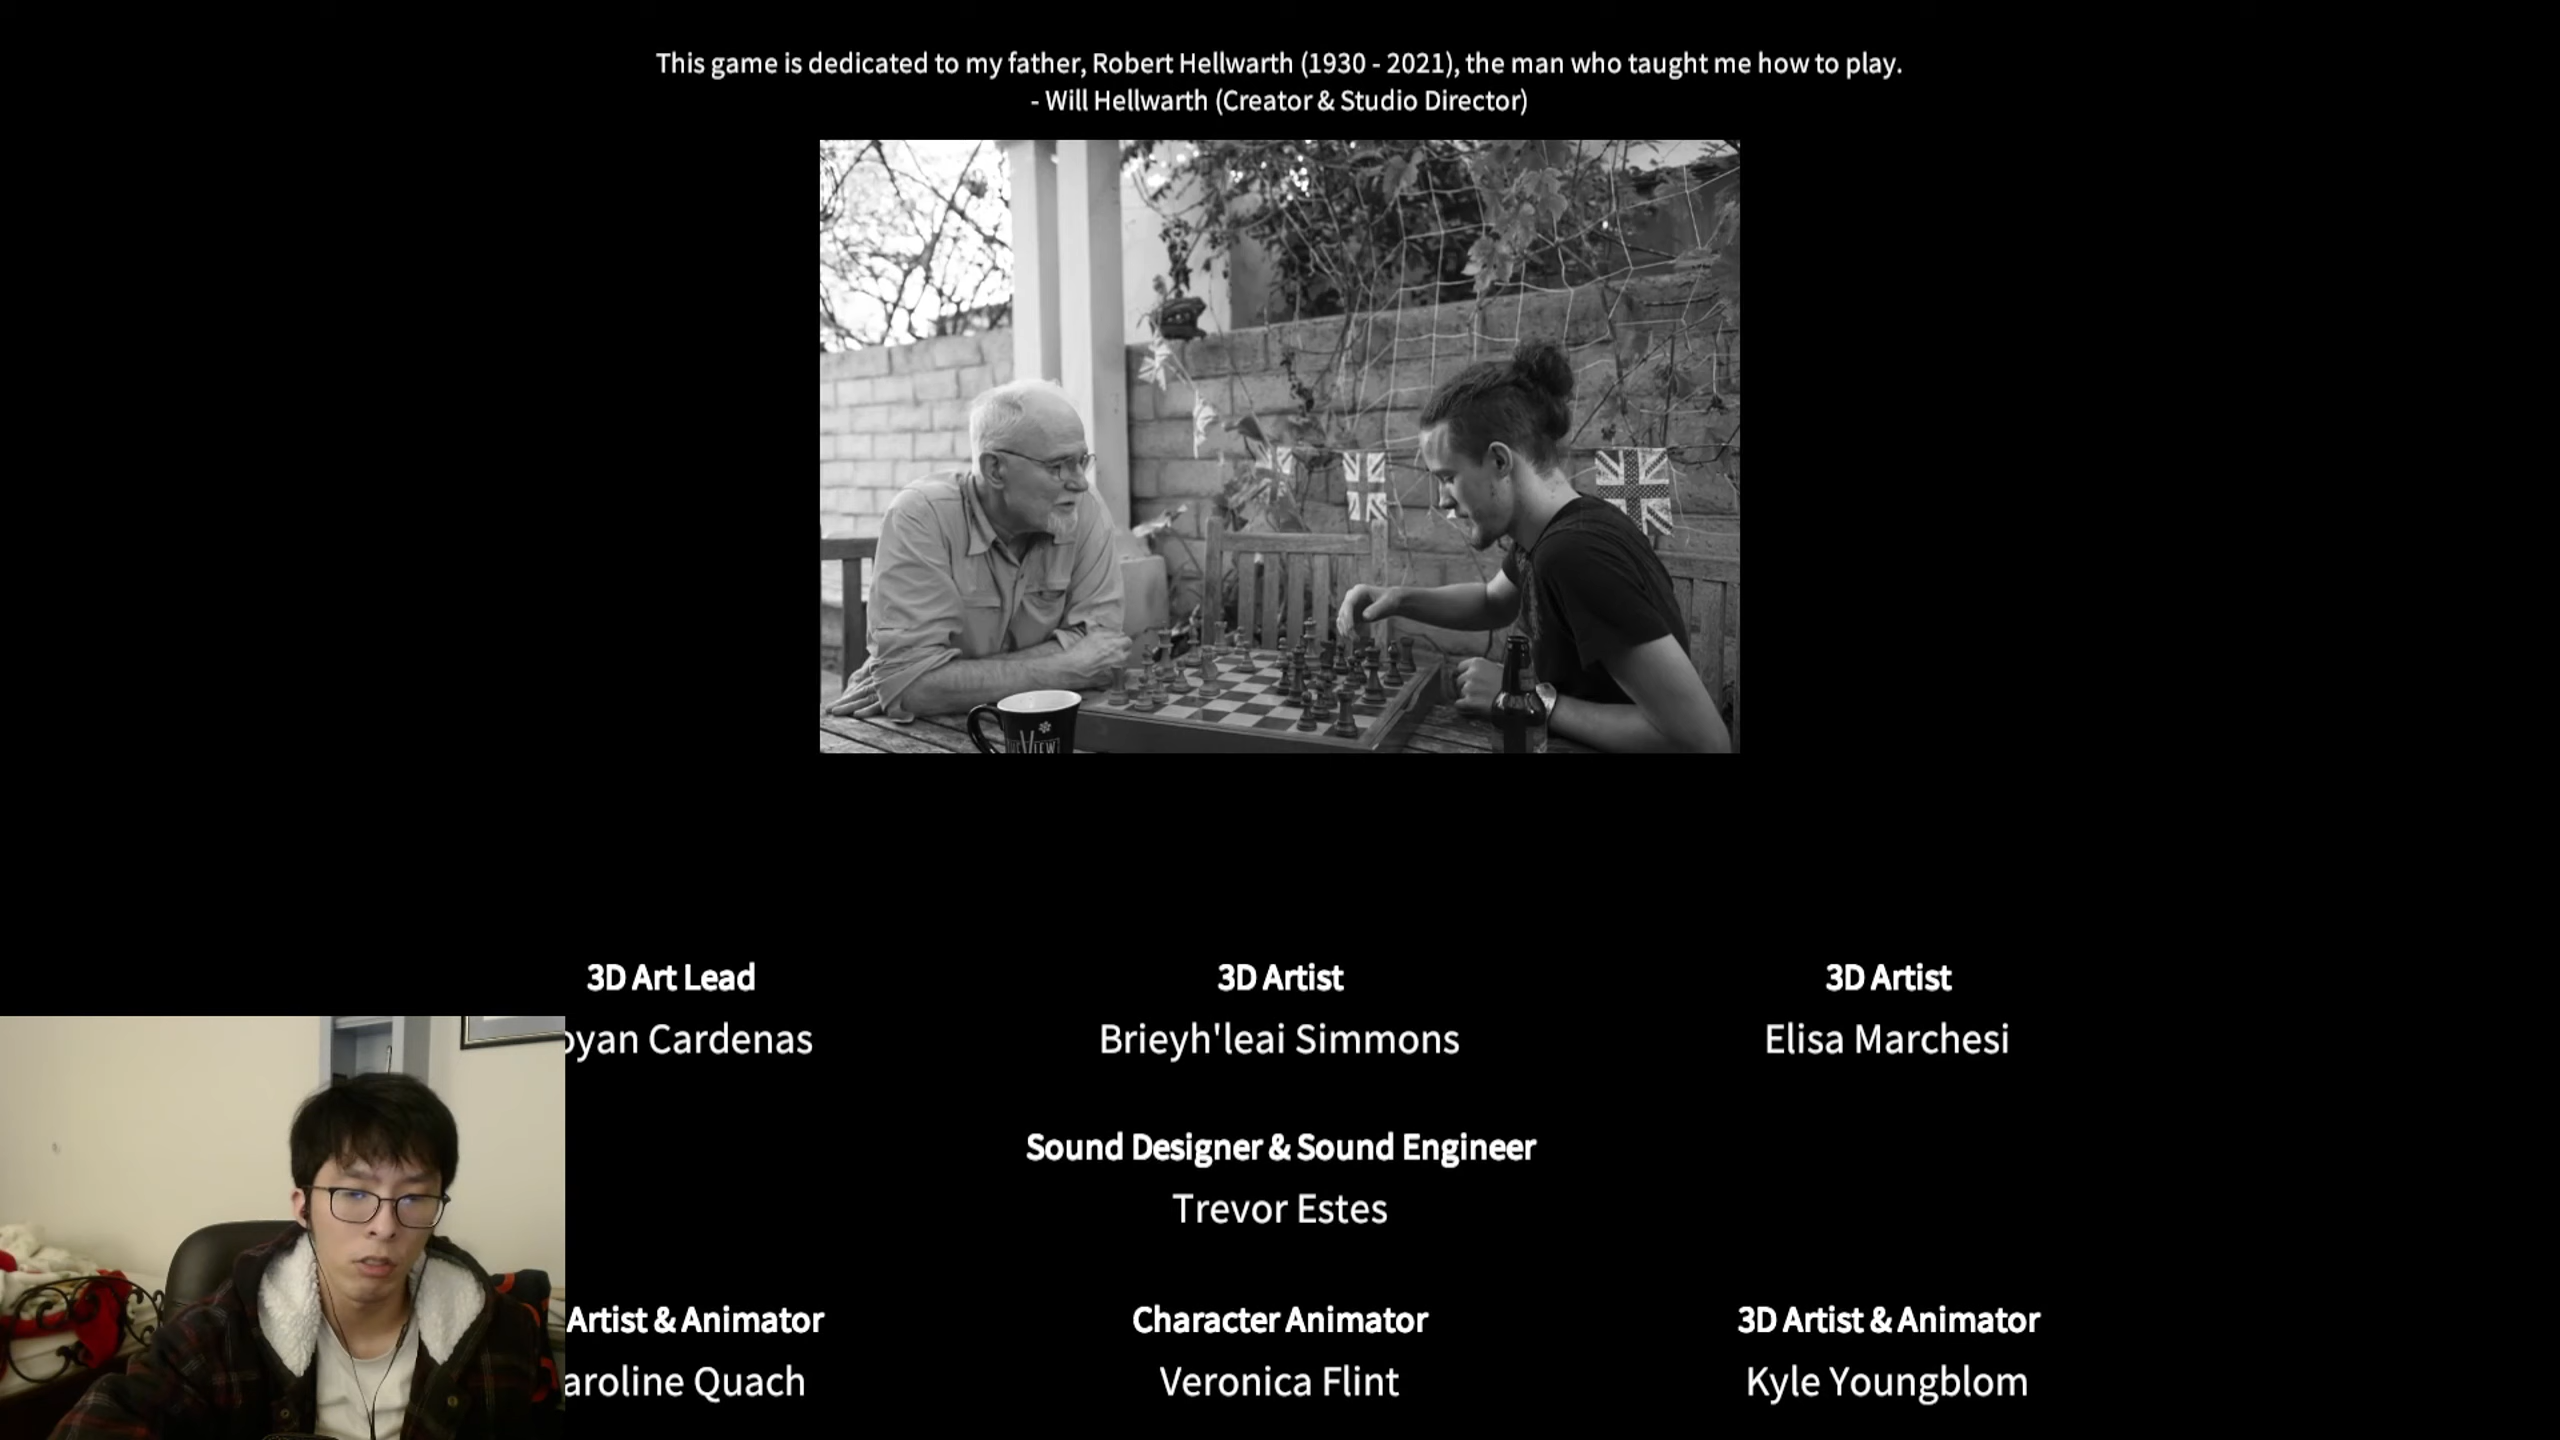 This game is dedicated to my father, Robert Hellwarth (1930 - 2021), the man who taught me how to play.
- Will Hellwarth (Creator & Studio Director)
VIEW
3D Art Lead 3D Artist 3D Artist
Cardenas Brieyh'leai Simmons Elisa Marchesi
Sound Designer & Sound Engineer
Trevor Estes
Artist & Animator Character Animator 3D Artist & Animator
Quach Veronica Flint Kyle Youngblom